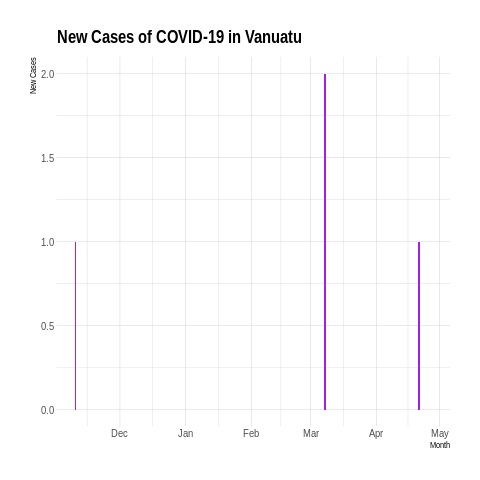 New Cases of COVID-19 in Vanuatu
New Cases
2.0
1.5
1.0
0.5
0.0
Dec Jan Feb Mar Apr May
Month